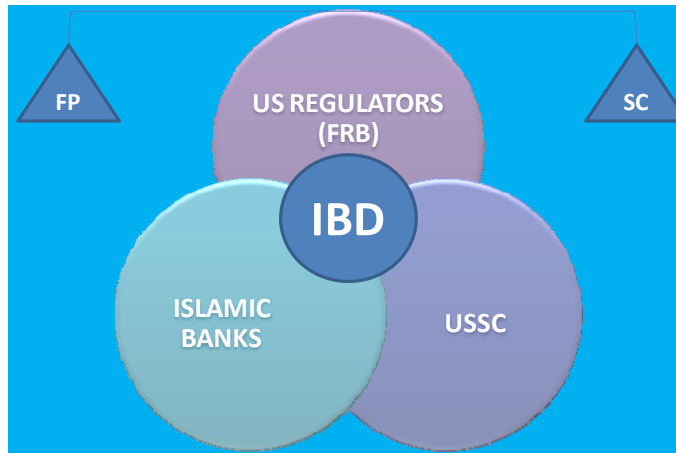 FP
SC
US REGULATORS
(FRB)
IBD
ISLAMIC
BANKS
USSC